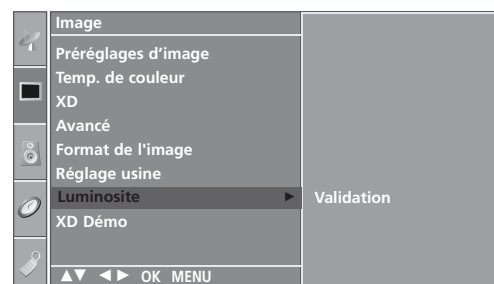 Image
Préréglages d’image
Temp. de couleur
XD
Avancé
Format de l'image
Réglage usine
Luminosite ► Validation
XD Démo
▲▼ ◄► OK MENU